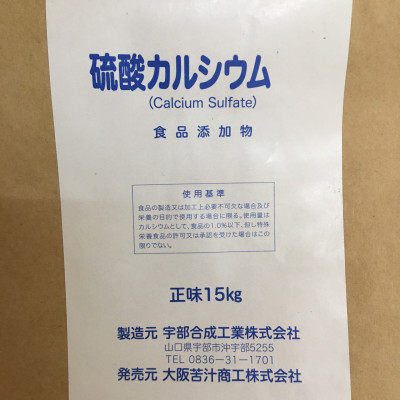 硫酸カルシウム
(Calcium Sulfate)
食品添加物
使用基準
食品の製造又は加工上必要不可欠な場合及び
栄養の目的で使用する場合に限る。使用量は
カルシウムとして、食品の1.0%以下。但し特殊
栄養食品の許可又は承認を受けた場合はこの
限りでない。
正味15kg
製造元 宇部合成工業株式会社
山口県宇部市沖宇部5255
TEL 0836-31-1701
発売元 大阪苦汁商工株式会社